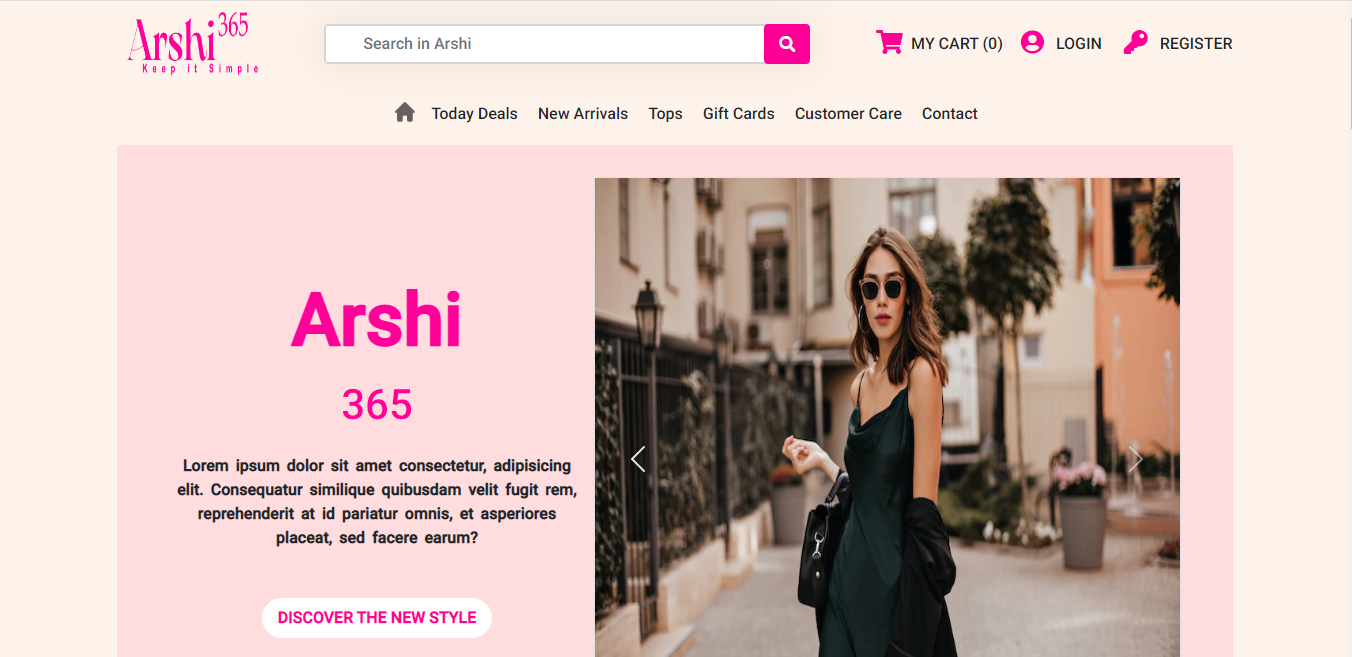 Arshi365
Keep it Simple
Search in Arshi
MY CART (0)
LOGIN
REGISTER
Today Deals
New Arrivals
Tops
Gift Cards
Customer Care
Contact
Arshi
365
Lorem ipsum dolor sit amet consectetur, adipisicing
elit. Consequatur similique quibusdam velit fugit rem,
reprehenderit at id pariatur omnis, et asperiores
placeat, sed facere earum?
DISCOVER THE NEW STYLE